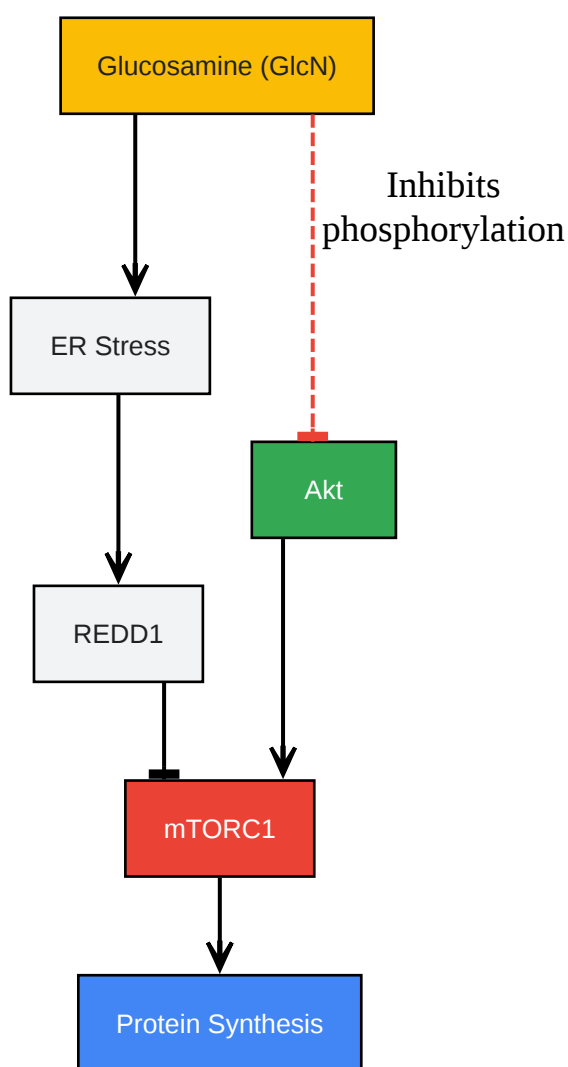 Glucosamine (GlcN)
Inhibits
phosphorylation
ER Stress
Akt
REDD1
mTORC1
Protein Synthesis